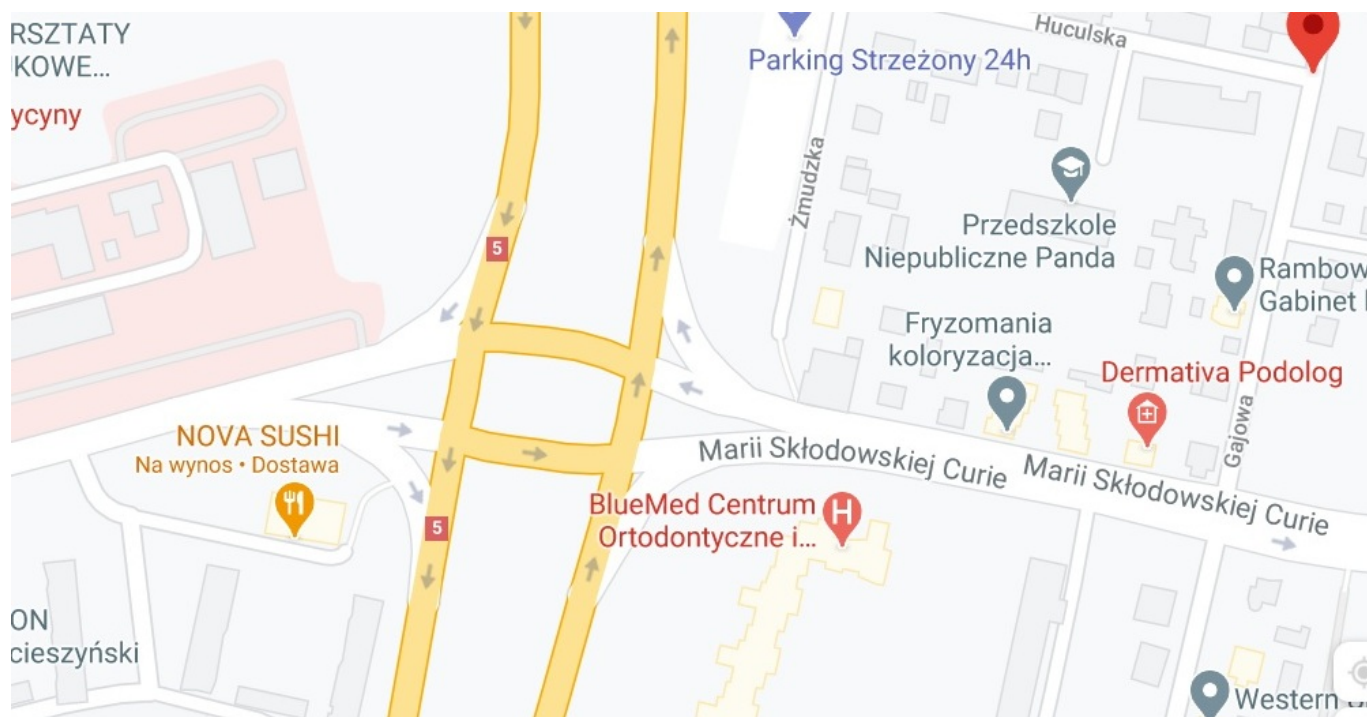 RSZTATY
KOWE...
ycyny
Parking Strzeżony 24h
Huculska
Żmudzka
Przedszkole
Niepubliczne Panda
5
Rambow
Gabinet
Fryzomania
koloryzacja...
Dermativa Podolog
Gajowa
NOVA SUSHI
Na wynos • Dostawa
Marii Skłodowskiej Curie
Marii Skłodowskiej Curie
BlueMed Centrum
Ortodontyczne i...
H
5
ON
cieszyński
Western